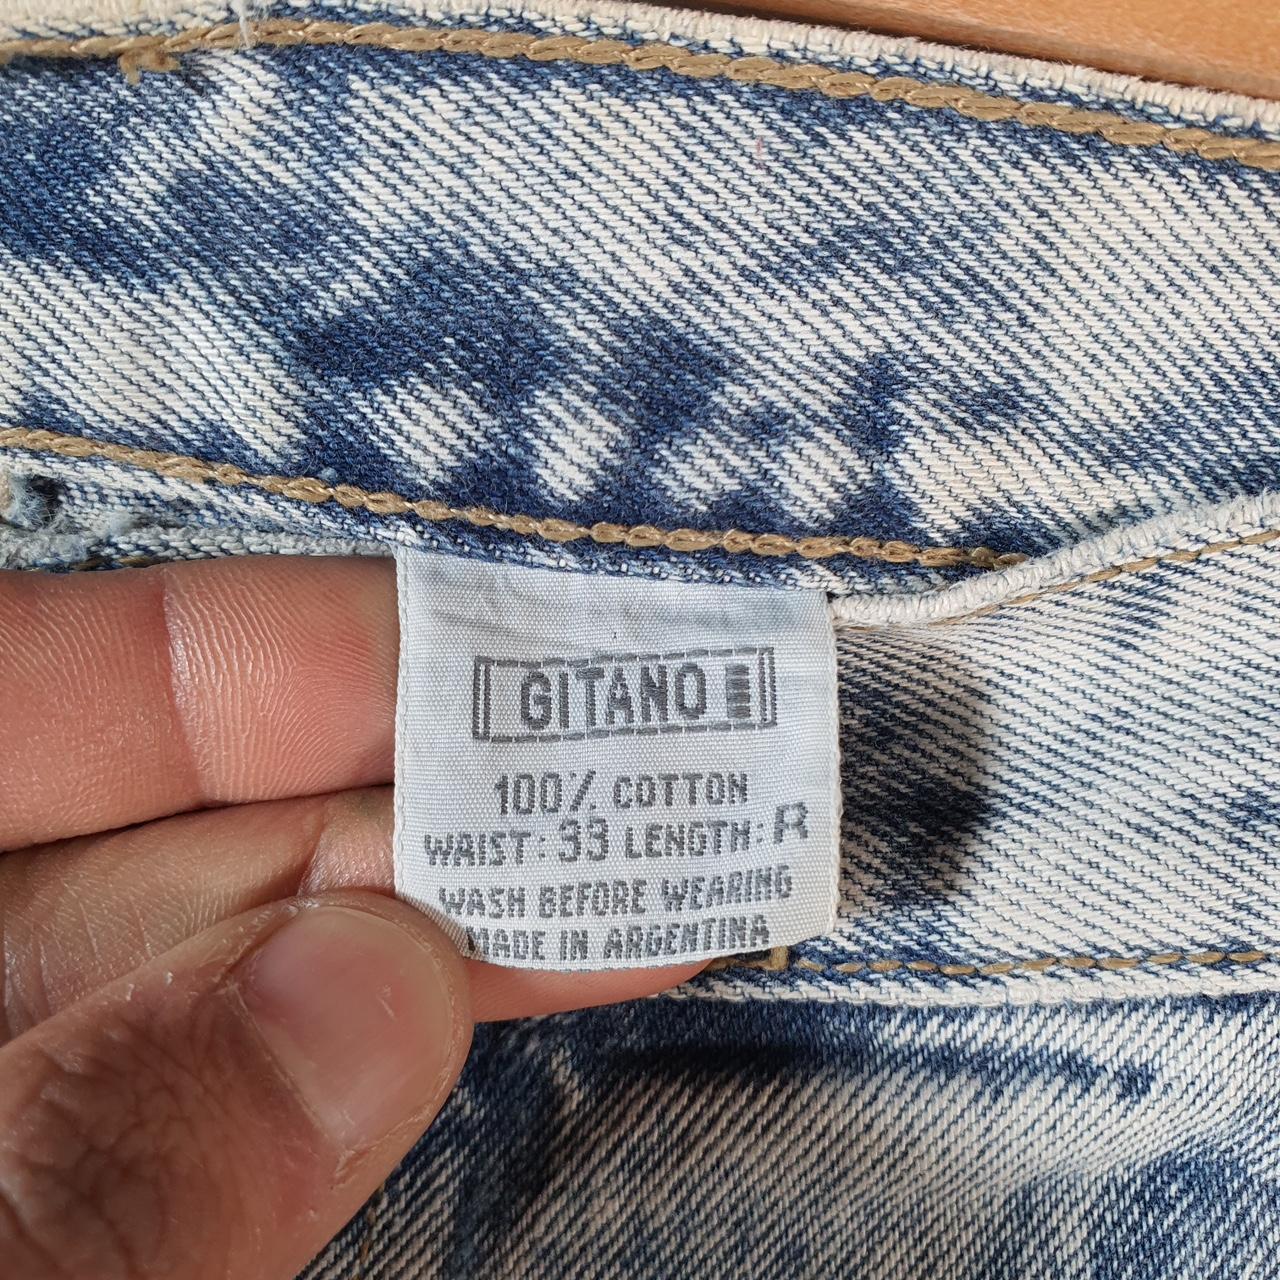 GITANO
100% COTTON
WAIST: 33 LENGTH: R
WASH BEFORE WEARING
MADE IN ARGENTINA